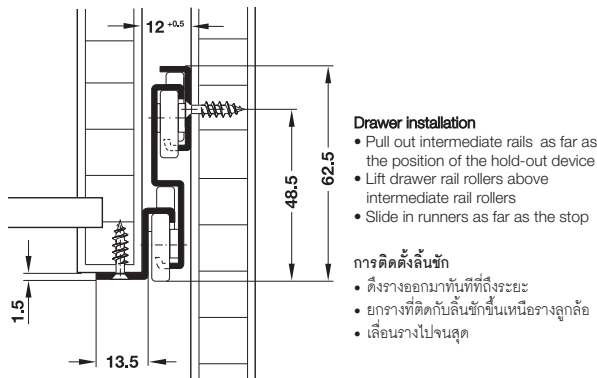 12 +0.5
Drawer installation
• Pull out intermediate rails as far as
the position of the hold-out device
• Lift drawer rail rollers above
intermediate rail rollers
• Slide in runners as far as the stop
48.5
62.5
การติดตั้งลิ้นชัก
• ดึงรางออกมาทันทีที่ถึงระยะ
• ยกรางที่ติดกับลิ้นชักขึ้นเหนือรางลูกล้อ
• เลื่อนรางไปจนสุด
1.5
13.5